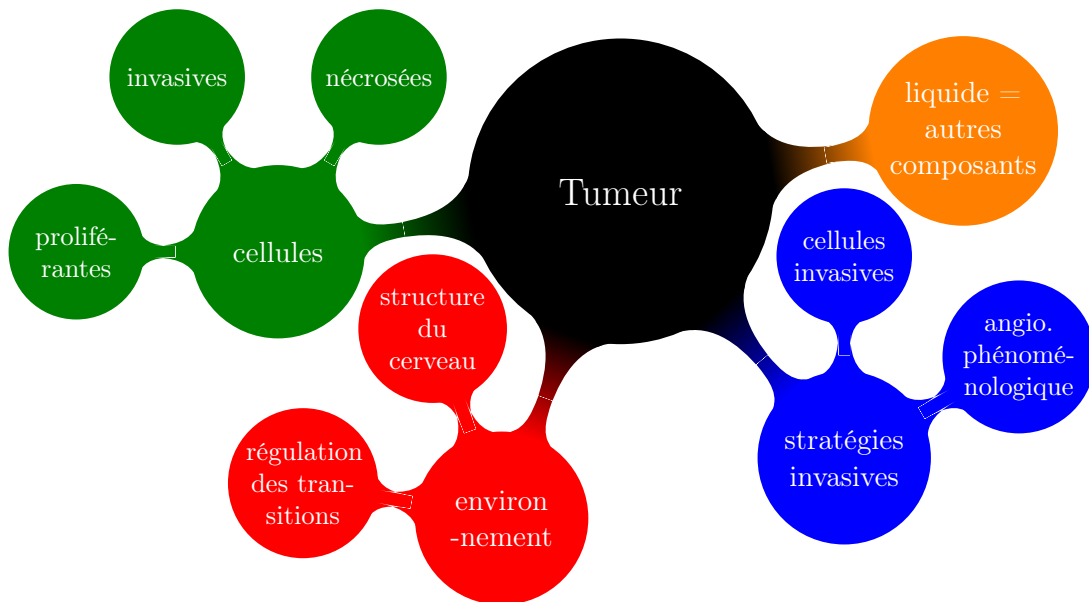 invasives
nécrosées
prolifé-
rantes
cellules
Tumeur
liquide =
autres
composants
cellules
invasives
angio.
phénomé-
nologique
stratégies
invasives
structure
du
cerveau
régulation
des tran-
sitions
environ
-nement